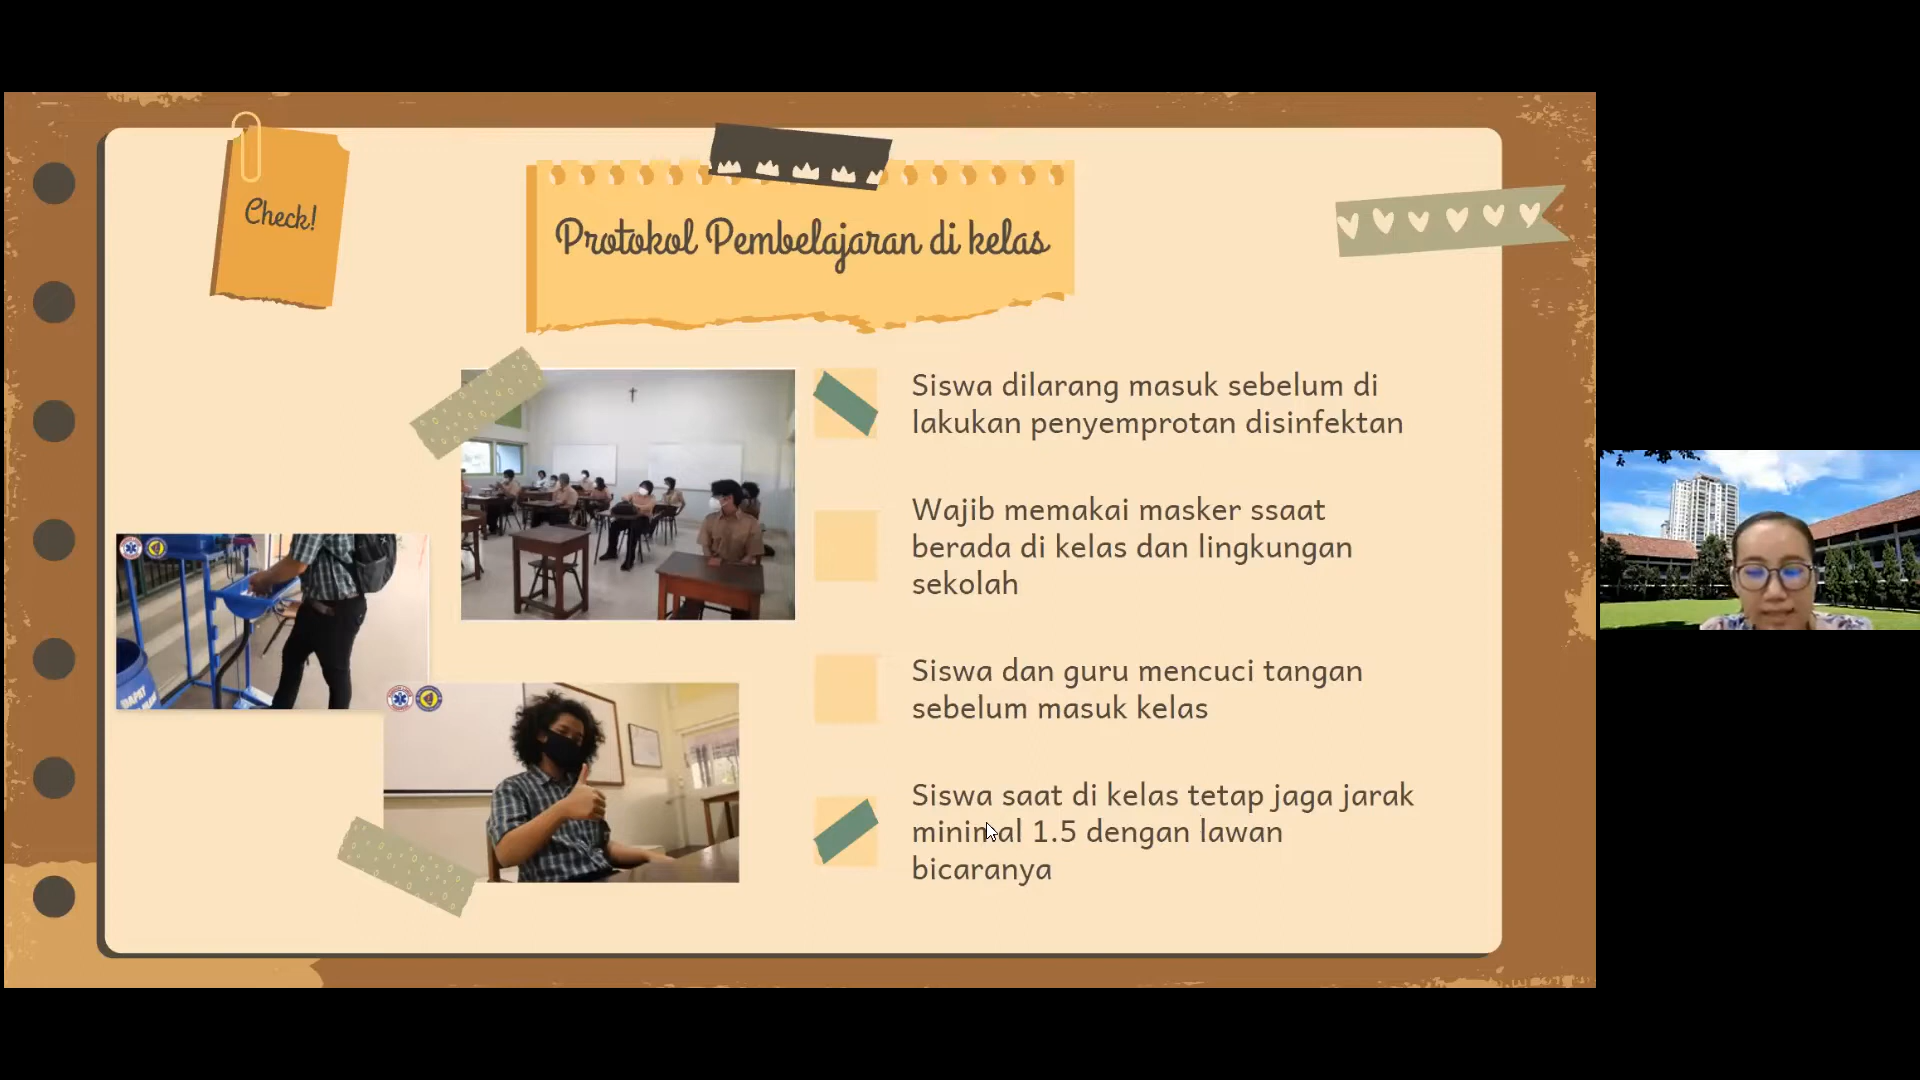 Check!
Protokol Pembelajaran di kelas
Siswa dilarang masuk sebelum di
lakukan penyemprotan disinfektan
Wajib memakai masker ssaat
berada di kelas dan lingkungan
sekolah
Siswa dan guru mencuci tangan
sebelum masuk kelas
Siswa saat di kelas tetap jaga jarak
minimal 1.5 dengan lawan
bicaranya
DAPAT